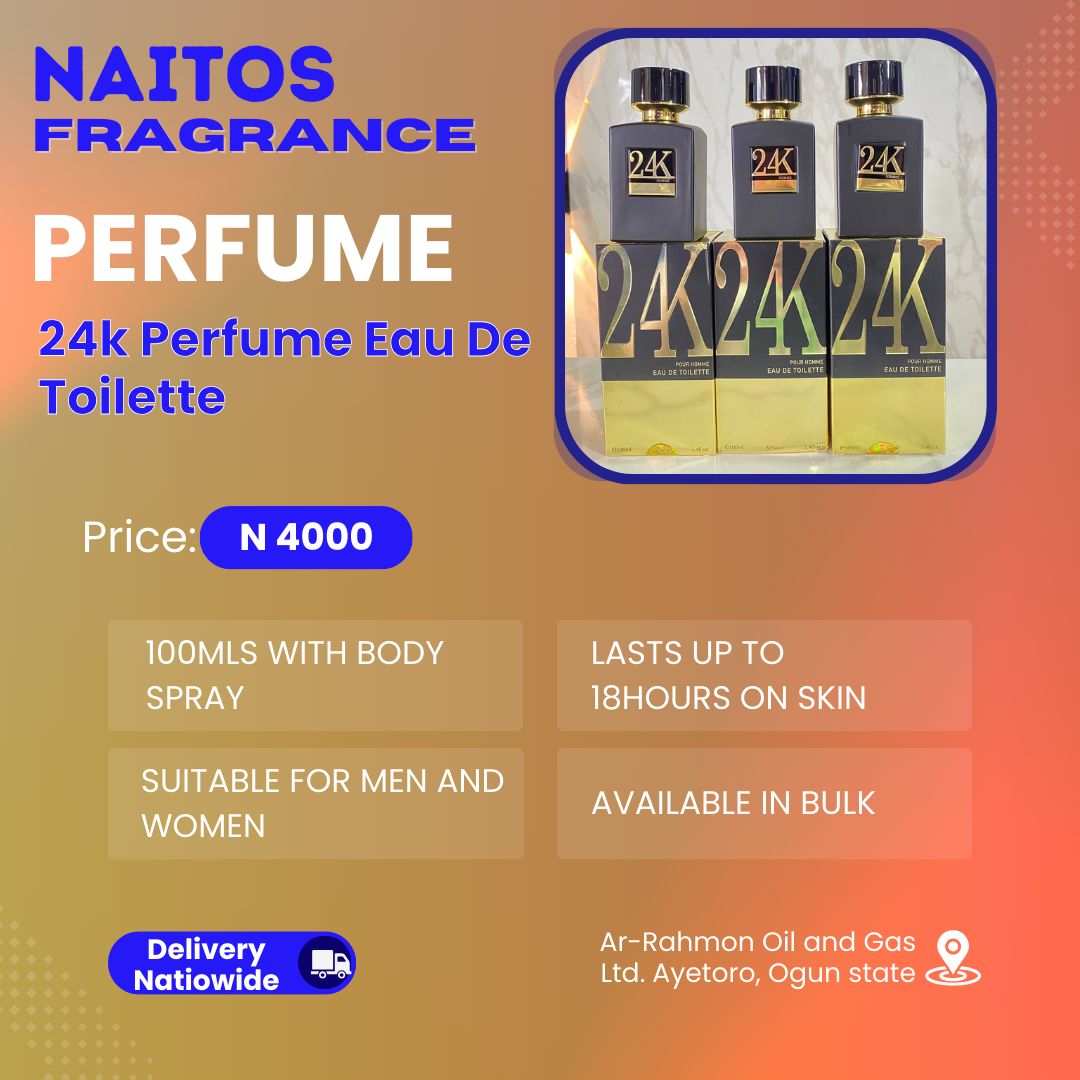 NAITOS
FRAGRANCE
PERFUME
24k Perfume Eau De
Toilette
24K
HOMME
24K
HOMME
24K
HOMME
24K
POUR HOMME
EAU DE TOILETTE
24K
POUR HOMME
EAU DE TOILETTE
24K
POUR HOMME
EAU DE TOILETTE
Price:
N 4000
100MLS WITH BODY
SPRAY
LASTS UP TO
18HOURS ON SKIN
SUITABLE FOR MEN AND
WOMEN
AVAILABLE IN BULK
Delivery
Natiowide
Ar-Rahmon Oil and Gas
Ltd. Ayetoro, Ogun state